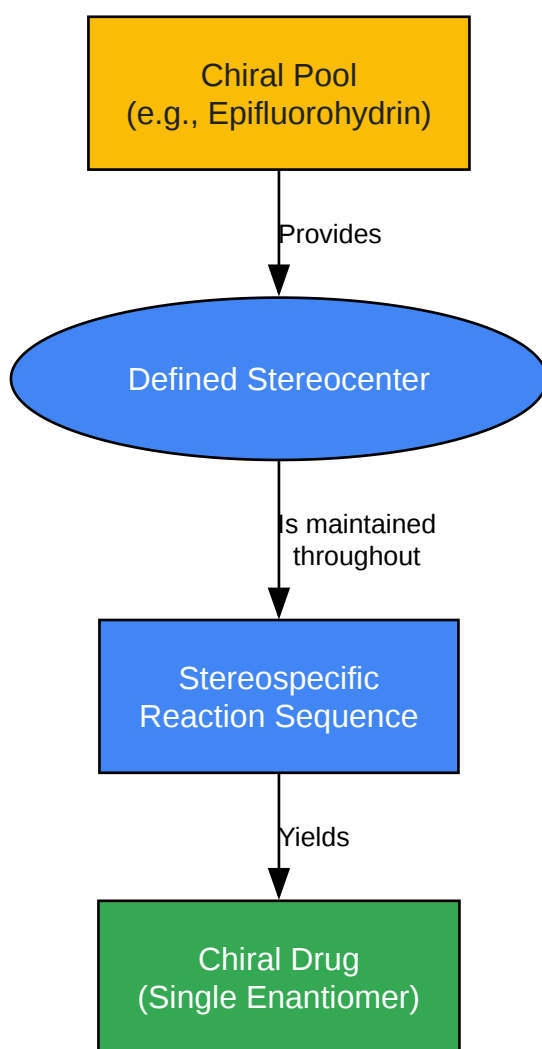 Chiral Pool
(e.g., Epifluorohydrin)
Provides
Defined Stereocenter
Is maintained
throughout
Stereospecific
Reaction Sequence
Yields
Chiral Drug
(Single Enantiomer)